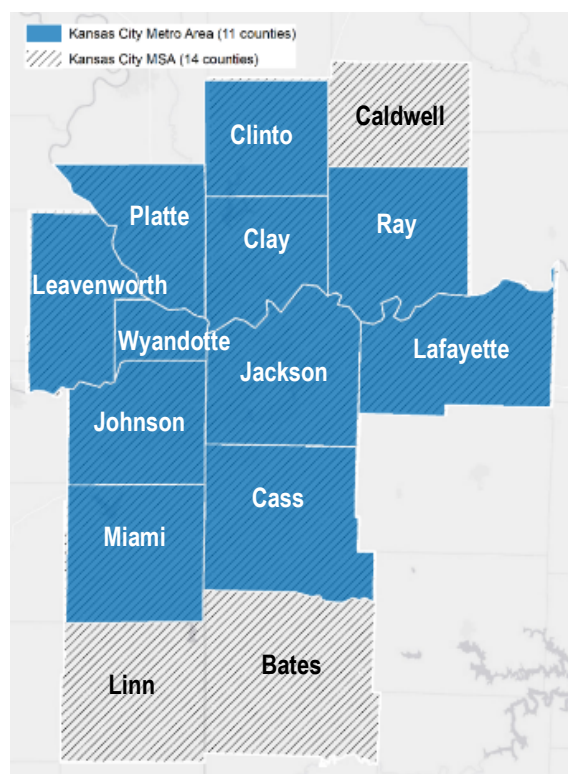 Kansas City Metro Area (11 counties)
Kansas City MSA (14 counties)
Caldwell
Clinto
Platte
Clay
Ray
Leavenworth
Wyandotte
Lafayette
Jackson
Johnson
Cass
Miami
Bates
Linn